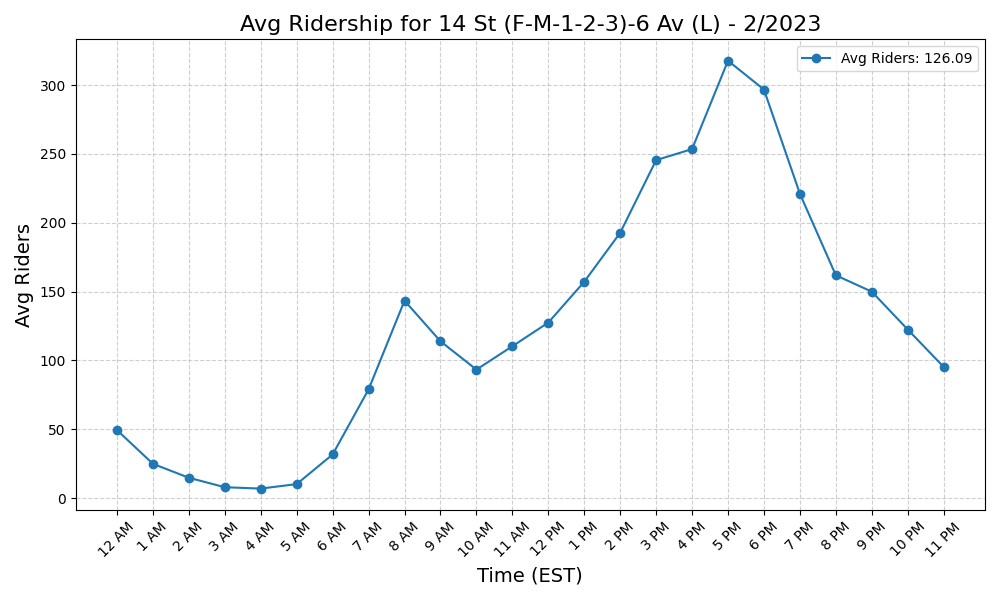 Avg Ridership for 14 St (F-M-1-2-3)-6 Av (L) - 2/2023
Avg Riders: 126.09
300
250
200
150
100
50
0
Avg Riders
12 AM
1 AM
2 AM
3 AM
4 AM
5 AM
6 AM
7 AM
8 AM
9 AM
10 AM
11 AM
12 PM
1 PM
2 PM
3 PM
4 PM
5 PM
6 PM
7 PM
8 PM
9 PM
10 PM
11 PM
Time (EST)